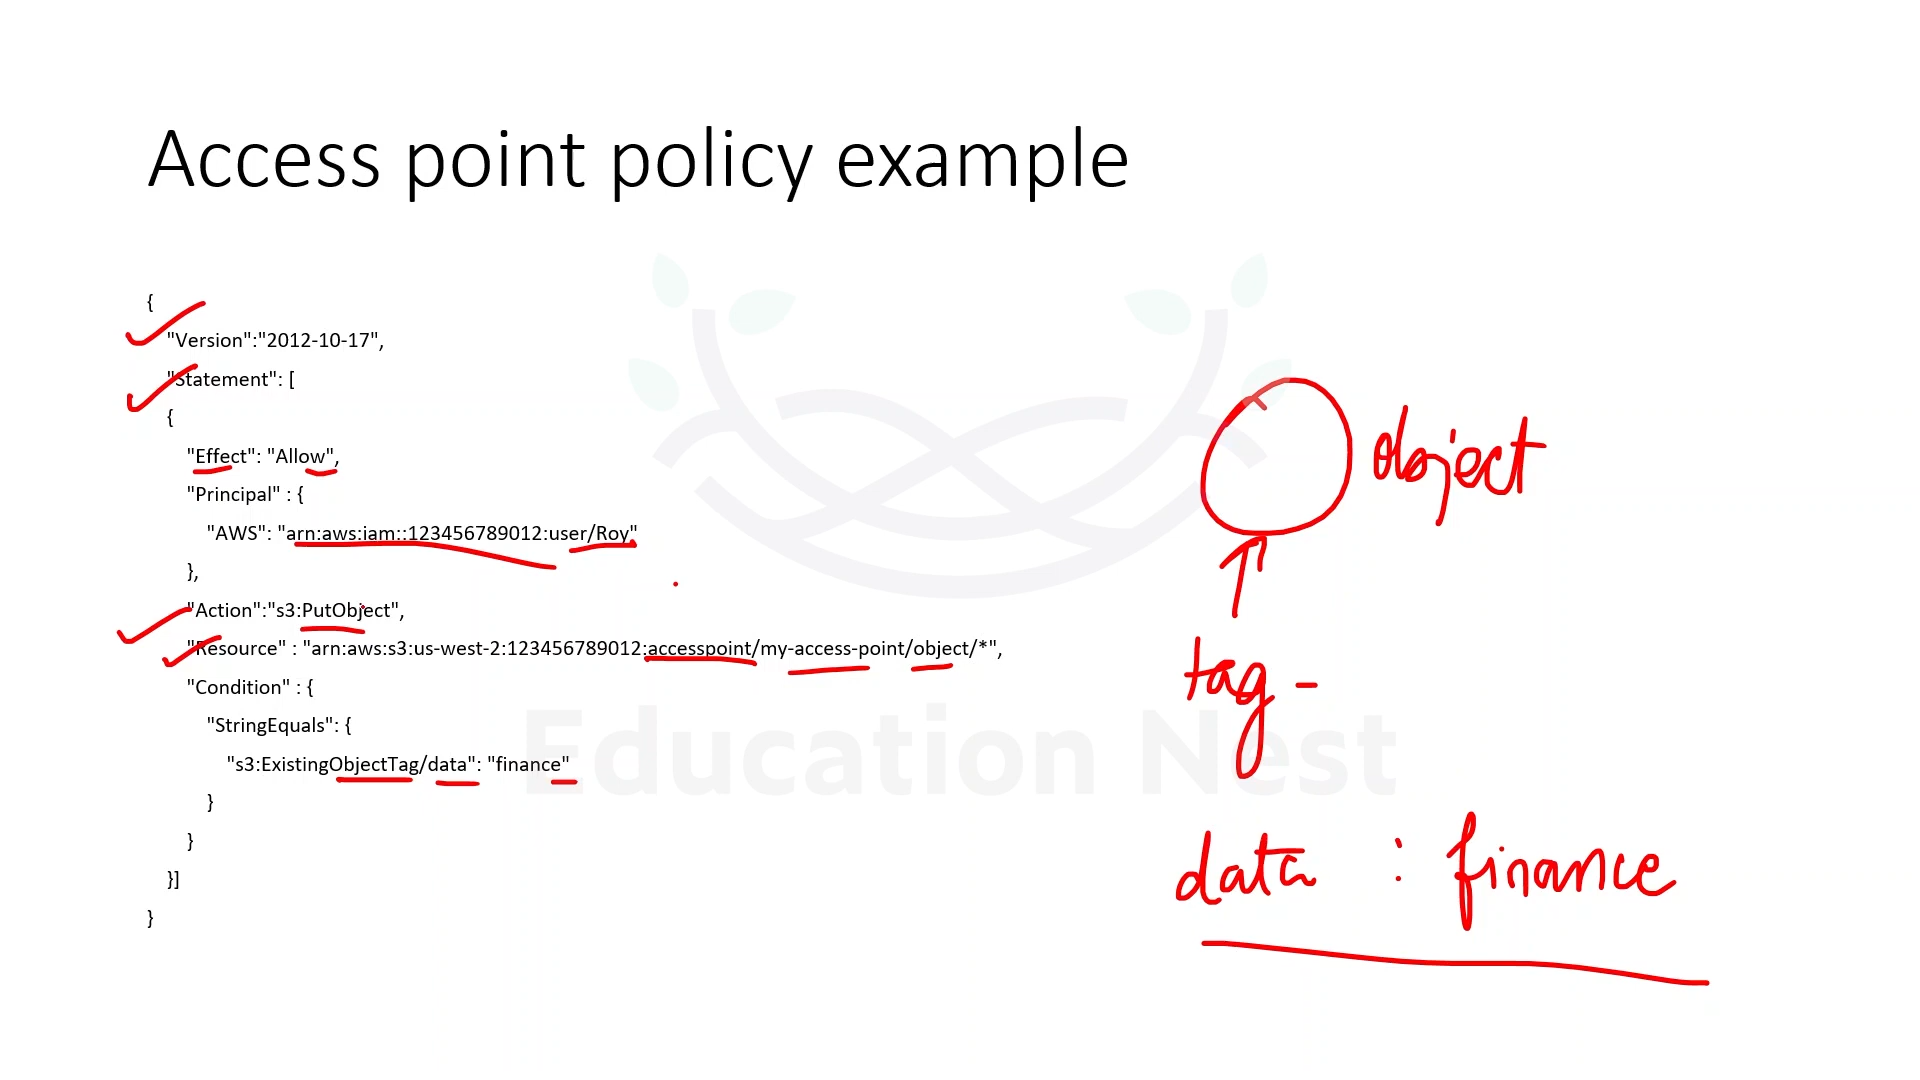 Access point policy example
{
"Version":"2012-10-17",
"Statement": [
{
"Effect": "Allow",
"Principal" : {
"AWS": "arn:aws:iam::123456789012:user/Roy"
},
"Action":"s3:PutObject",
"Resource" : "arn:aws:s3:us-west-2:123456789012:accesspoint/my-access-point/object/*",
"Condition" : {
"StringEquals": {
"s3:ExistingObjectTag/data": "finance"
}
}
}]
}
object
tag -
data : finance
Education Nest